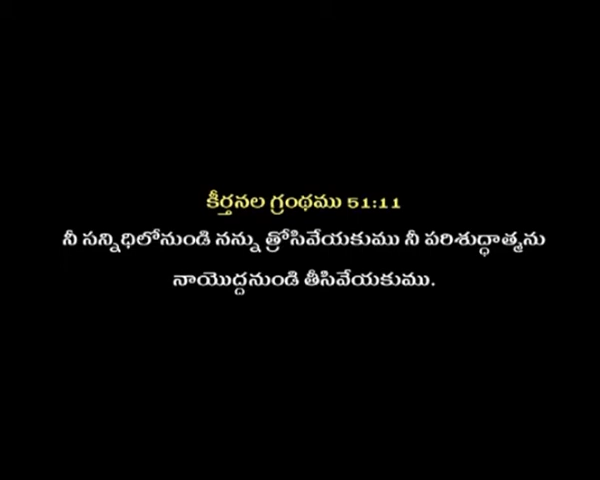 కీర్తనల గ్రంథము 51:11
నీ సన్నిధిలోనుండి నన్ను త్రోసివేయకుము నీ పరిశుద్ధాత్మను
నాయొద్దనుండి తీసివేయకుము.